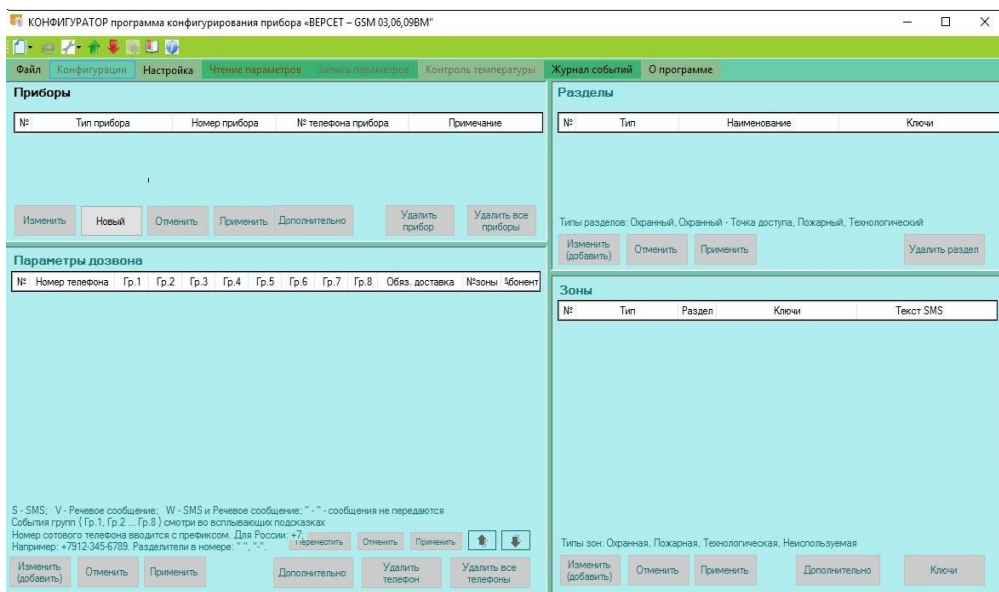 КОНФИГУРАТОР программа конфигурирования прибора «ВЕРСЕТ – GSM 03,06,09ВМ"
Файл Конфигурации Настройка Чтение параметров Запись параметров Контроль температуры Журнал событий О программе
Приборы
№ Тип прибора Номер прибора № телефона прибора Примечание
Изменить Новый Отменить Применить Дополнительно Удалить прибор Удалить все приборы
Разделы
№ Тип Наименование Ключи
Типы разделов: Охранный, Охранный - Точка доступа, Пожарный, Технологический
Изменить (добавить) Отменить Применить Удалить раздел
Параметры дозвона
№ Номер телефона Гр.1 Гр.2 Гр.3 Гр.4 Гр.5 Гр.6 Гр.7 Гр.8 Обяз. доставка №зоны Абонент
S - SMS; V - Речевое сообщение; W - SMS и Речевое сообщение; " - " - сообщения не передаются
События групп ( Гр.1, Гр.2 ... Гр.8 ) смотри во всплывающих подсказках
Номер сотового телефона вводится с префиксом. Для России: +7;
Например: +7912-345-6789. Разделители в номере: " ", "-".
Переместить Отменить Применить
Изменить (добавить) Отменить Применить Дополнительно Удалить телефон Удалить все телефоны
Зоны
№ Тип Раздел Ключи Текст SMS
Типы зон: Охранная, Пожарная, Технологическая, Неиспользуемая
Изменить (добавить) Отменить Применить Дополнительно Ключи